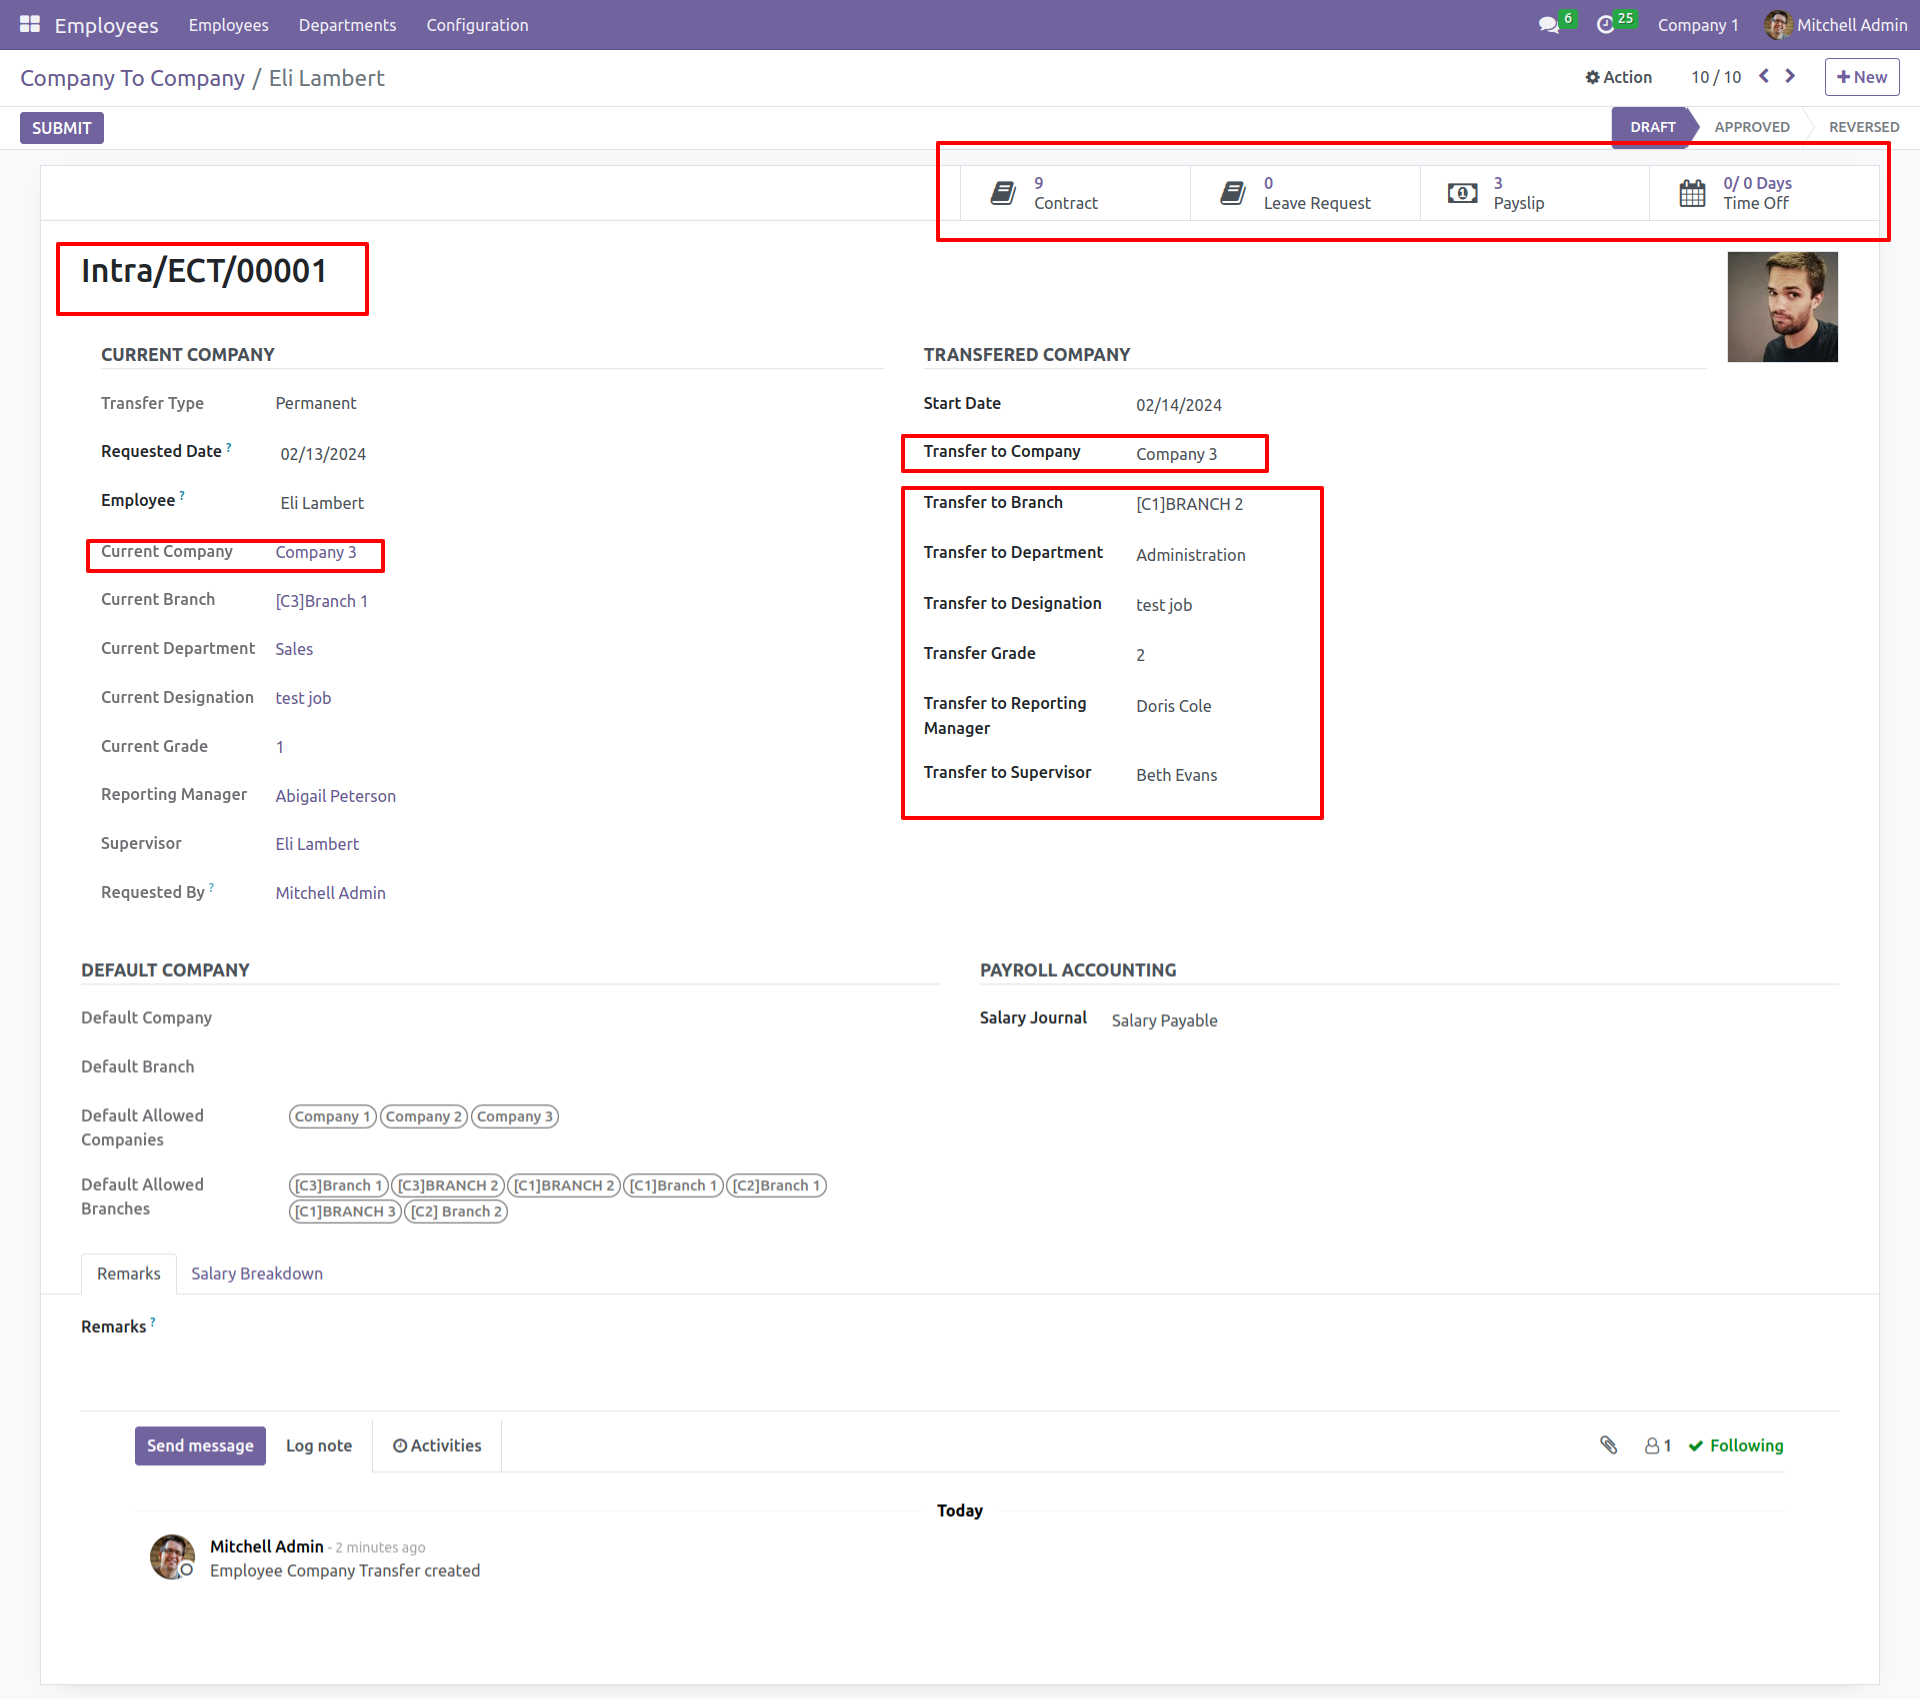 Employees Employees Departments Configuration 6 25 Company 1 Mitchell Admin
Company To Company / Eli Lambert Action 10 / 10 New
SUBMIT DRAFT APPROVED REVERSED
9 Contract
0 Leave Request
3 Payslip
0/ 0 Days Time Off
Intra/ECT/00001
CURRENT COMPANY
Transfer Type Permanent
Requested Date ? 02/13/2024
Employee ? Eli Lambert
Current Company Company 3
Current Branch [C3]Branch 1
Current Department Sales
Current Designation test job
Current Grade 1
Reporting Manager Abigail Peterson
Supervisor Eli Lambert
Requested By ? Mitchell Admin
TRANSFERED COMPANY
Start Date 02/14/2024
Transfer to Company Company 3
Transfer to Branch [C1]BRANCH 2
Transfer to Department Administration
Transfer to Designation test job
Transfer Grade 2
Transfer to Reporting Doris Cole
Manager
Transfer to Supervisor Beth Evans
DEFAULT COMPANY
Default Company
Default Branch
Default Allowed Company 1 Company 2 Company 3
Companies
Default Allowed [C3]Branch 1 [C3]BRANCH 2 [C1]BRANCH 2 [C1]Branch 1 [C2]Branch 1
Branches [C1]BRANCH 3 [C2] Branch 2
PAYROLL ACCOUNTING
Salary Journal Salary Payable
Remarks Salary Breakdown
Remarks ?
Send message Log note Activities 1 Following
Today
Mitchell Admin - 2 minutes ago
Employee Company Transfer created